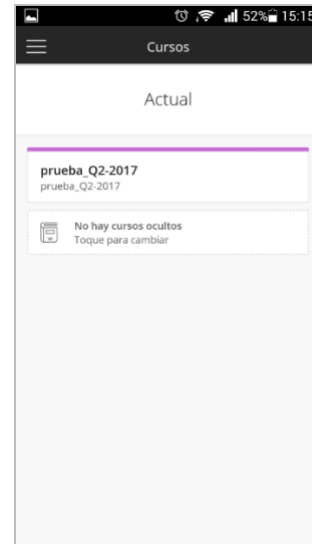 52% 15:15
Cursos
Actual
prueba_Q2-2017
prueba_Q2-2017
No hay cursos ocultos
Toque para cambiar